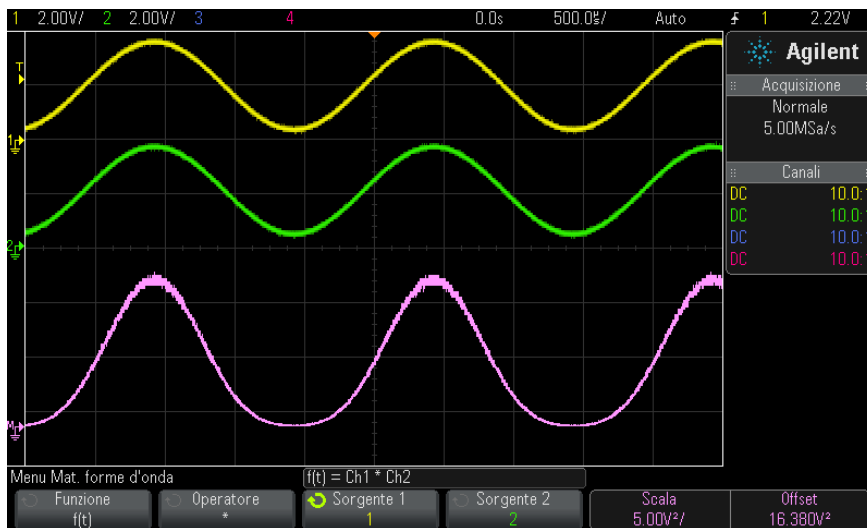 1 2.00V/ 2 2.00V/ 3 4 0.0s 500.0㎲/ Auto 1 2.22V
T
1
2
M
Agilent
Acquisizione
Normale
5.00MSa/s
Canali
DC 10.0:
DC 10.0:
DC 10.0:
DC 10.0:
Menu Mat. forme d'onda f(t) = Ch1 * Ch2
Funzione Operatore Sorgente 1 Sorgente 2 Scala Offset
f(t) * 1 2 5.00V²/ 16.380V²